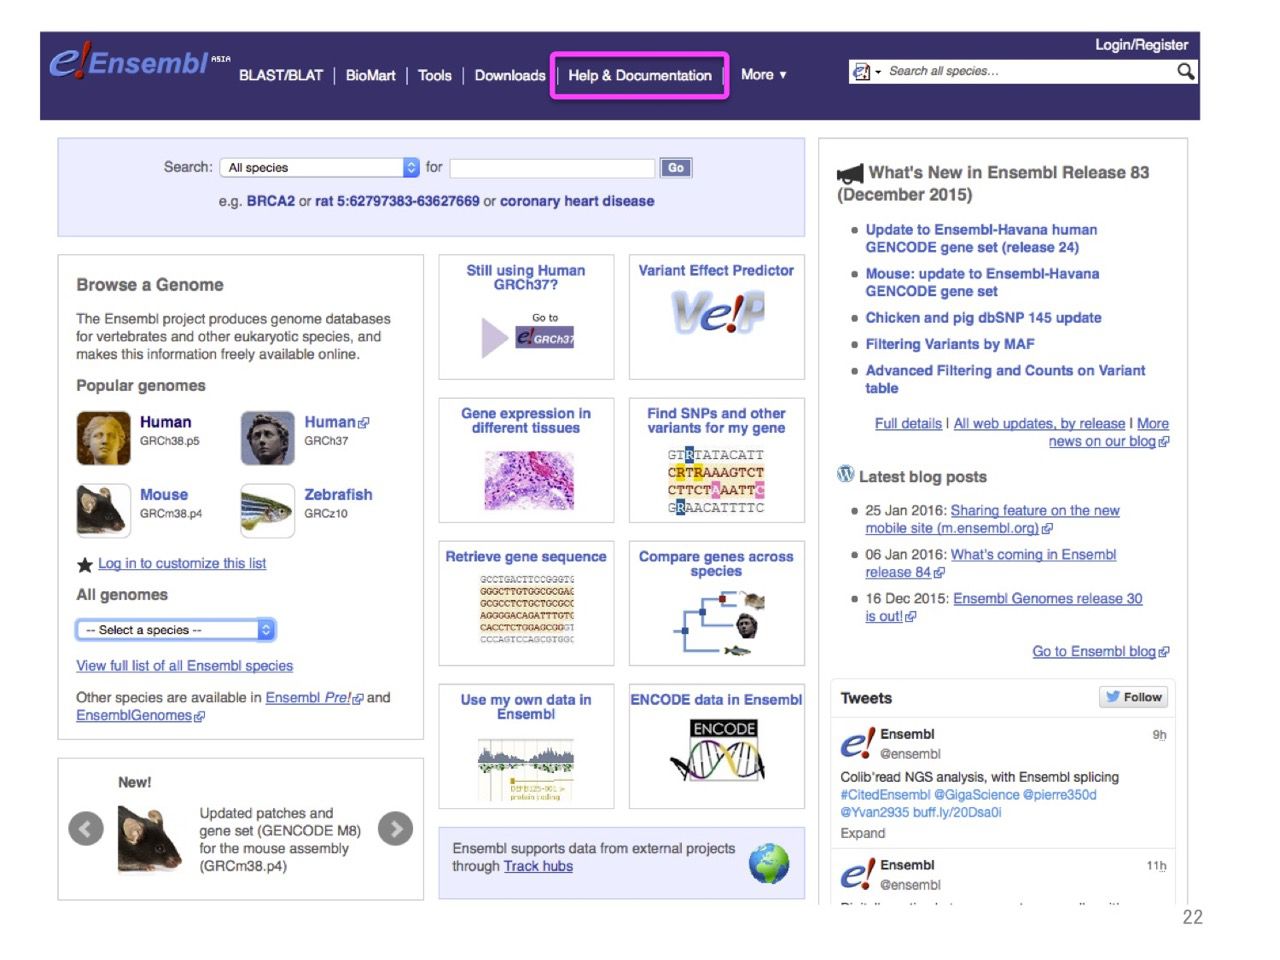 Login/Register
e!Ensembl ASIA
BLAST/BLAT | BioMart | Tools | Downloads | Help & Documentation | More ▼
e! Search all species...
Search: All species for Go
e.g. BRCA2 or rat 5:62797383-63627669 or coronary heart disease
Browse a Genome
The Ensembl project produces genome databases
for vertebrates and other eukaryotic species, and
makes this information freely available online.
Popular genomes
Human
GRCh38.p5
Human
GRCh37
Mouse
GRCm38.p4
Zebrafish
GRCz10
Log in to customize this list
All genomes
-- Select a species --
View full list of all Ensembl species
Other species are available in Ensembl Pre! and
EnsemblGenomes
New!
Updated patches and
gene set (GENCODE M8)
for the mouse assembly
(GRCm38.p4)
Still using Human
GRCh37?
Go to
e! GRCh37
Variant Effect Predictor
Ve!P
Gene expression in
different tissues
Find SNPs and other
variants for my gene
GTRTATACATT
CRTRAAAGTCT
CTTCTAAATTC
GRAACATTTTC
Retrieve gene sequence
GCCTGACTTCCGGGTG
GGGCTTGTGGCGCGAG
GCGCCTCTGCTGCGCC
AGGGGACAGATTTGTG
CACCTCTGGAGCGGGT
CCCAGTCCAGCGTGGC
Compare genes across
species
Use my own data in
Ensembl
DEFB125-001 >
protein coding
ENCODE data in Ensembl
ENCODE
Ensembl supports data from external projects
through Track hubs
What's New in Ensembl Release 83
(December 2015)
Update to Ensembl-Havana human
GENCODE gene set (release 24)
Mouse: update to Ensembl-Havana
GENCODE gene set
Chicken and pig dbSNP 145 update
Filtering Variants by MAF
Advanced Filtering and Counts on Variant
table
Full details | All web updates, by release | More
news on our blog
Latest blog posts
25 Jan 2016: Sharing feature on the new
mobile site (m.ensembl.org)
06 Jan 2016: What's coming in Ensembl
release 84
16 Dec 2015: Ensembl Genomes release 30
is out!
Go to Ensembl blog
Tweets Follow
Ensembl 9h
@ensembl
Colib'read NGS analysis, with Ensembl splicing
#CitedEnsembl @GigaScience @pierre350d
@Yvan2935 buff.ly/20Dsa0i
Expand
Ensembl 11h
@ensembl
22